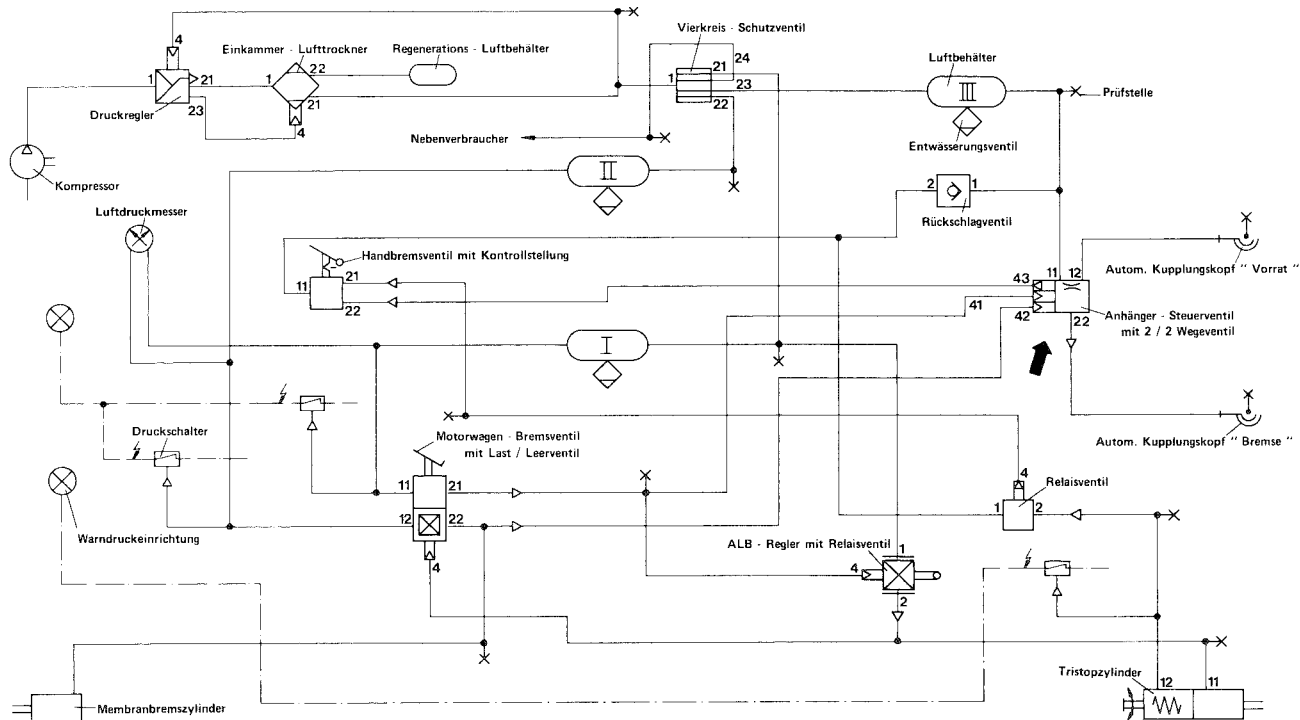 4
Einkammer - Lufttrockner
Regenerations - Luftbehälter
Vierkreis - Schutzventil
24
1
21
1
22
1
21
23
22
21
Luftbehälter
III
Prüfstelle
Druckregler
23
4
Nebenverbraucher
Entwässerungsventil
Kompressor
II
2
1
Rückschlagventil
Luftdruckmesser
Handbremsventil mit Kontrollstellung
11
21
22
43
41
42
11
12
22
Autom. Kupplungskopf " Vorrat "
Anhänger - Steuerventil
mit 2 / 2 Wegeventil
I
Druckschalter
Motorwagen - Bremsventil
mit Last / Leerventil
Autom. Kupplungskopf " Bremse "
11
21
12
22
4
4
Relaisventil
1
2
Warndruckeinrichtung
ALB - Regler mit Relaisventil
1
4
2
Tristopzylinder
12
11
Membranbremszylinder